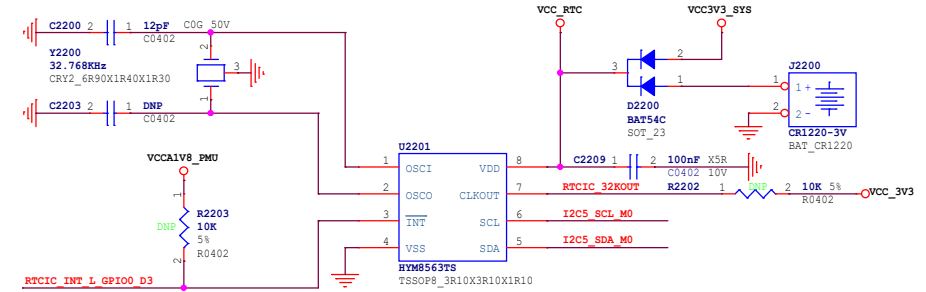 VCC_RTC
VCC3V3_SYS
C2200 2 1 12pF C0G 50V
C0402
Y2200
32.768KHz
CRY2_6R90X1R40X1R30
2
3
1
C2203 2 1 DNP
C0402
3
2
1
D2200
BAT54C
SOT_23
J2200
1 1 +
2 2 -
CR1220-3V
BAT_CR1220
VCCA1V8_PMU
1
R2203
DNP 10K
5%
R0402
2
RTCIC_INT_L_GPIO0_D3
U2201
1 OSCI VDD 8
2 OSCO CLKOUT 7
3 INT SCL 6
4 VSS SDA 5
HYM8563TS
TSSOP8_3R10X3R10X1R10
C2209 1 2 100nF X5R
C0402 10V
RTCIC_32KOUT R2202 1 DNP 2 10K 5%
R0402
VCC_3V3
I2C5_SCL_M0
I2C5_SDA_M0